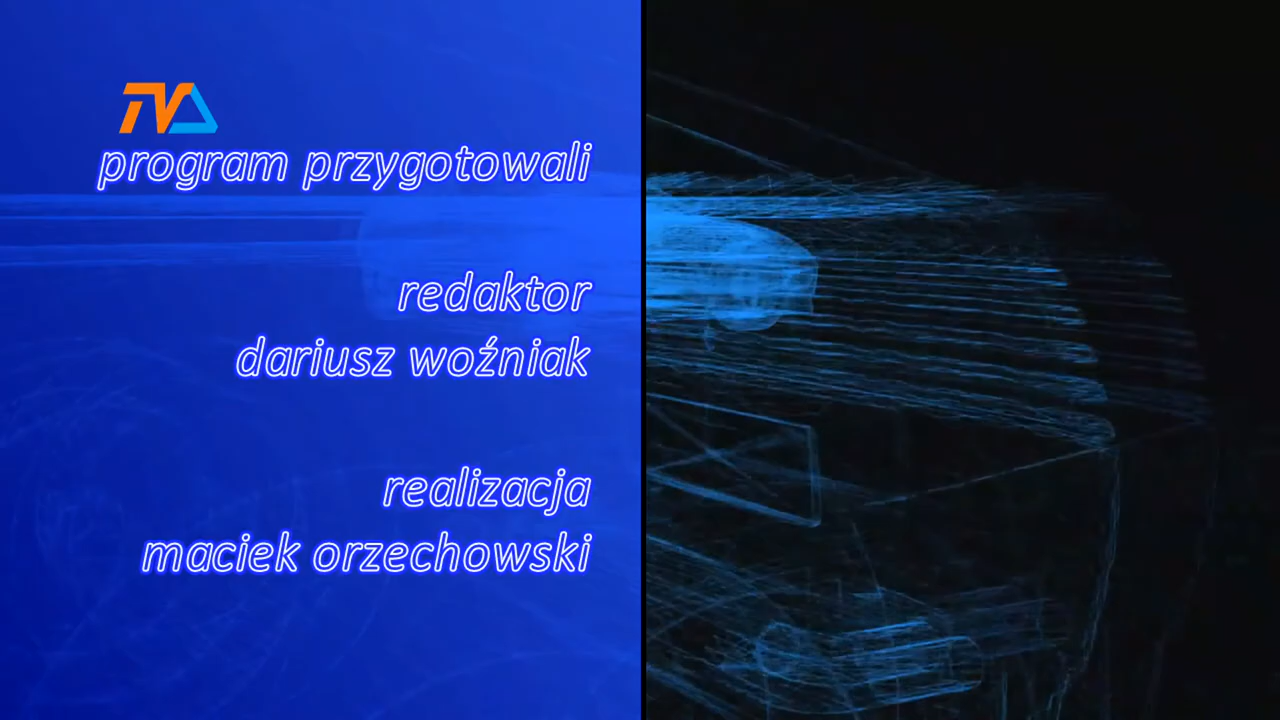 TVA
program przygotowali
redaktor
dariusz woźniak
realizacja
maciek orzechowski